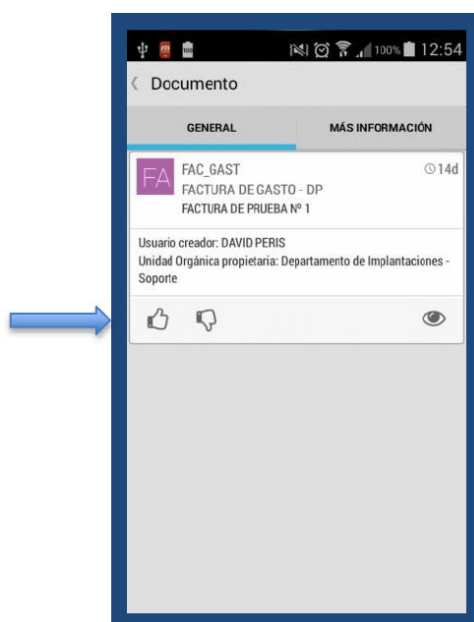 100% 12:54
Documento
GENERAL MÁS INFORMACIÓN
FA FAC_GAST 14d
FACTURA DE GASTO - DP
FACTURA DE PRUEBA Nº 1
Usuario creador: DAVID PERIS
Unidad Orgánica propietaria: Departamento de Implantaciones -
Soporte